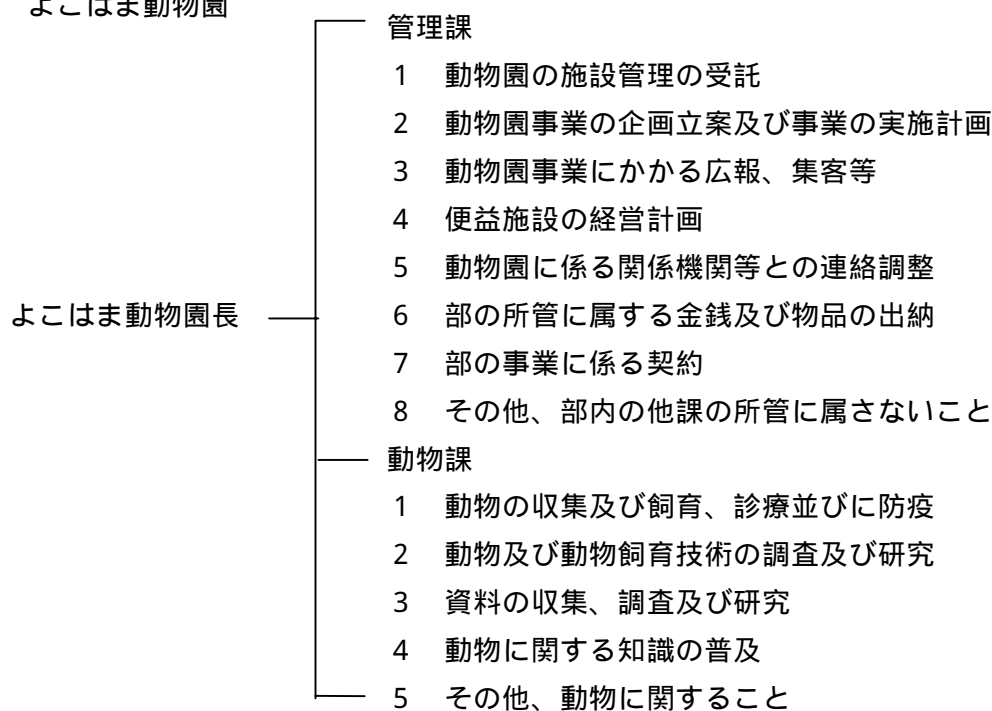 よこはま動物園
管理課
1 動物園の施設管理の受託
2 動物園事業の企画立案及び事業の実施計画
3 動物園事業にかかる広報、集客等
4 便益施設の経営計画
5 動物園に係る関係機関等との連絡調整
よこはま動物園長
6 部の所管に属する金銭及び物品の出納
7 部の事業に係る契約
8 その他、部内の他課の所管に属さないこと
動物課
1 動物の収集及び飼育、診療並びに防疫
2 動物及び動物飼育技術の調査及び研究
3 資料の収集、調査及び研究
4 動物に関する知識の普及
5 その他、動物に関すること